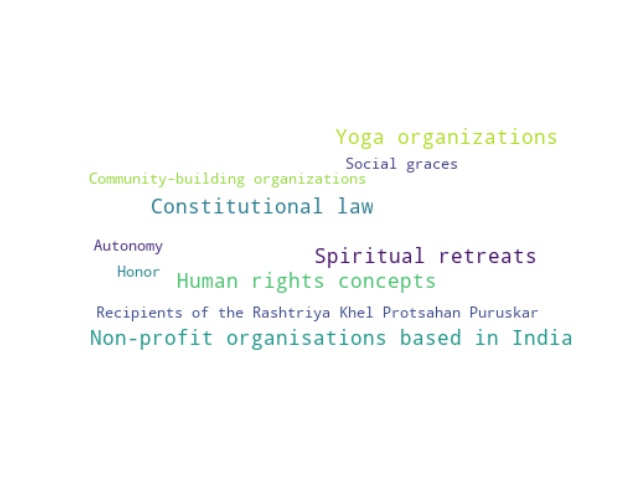 Yoga organizations
Social graces
Community-building organizations
Constitutional law
Autonomy
Spiritual retreats
Honor
Human rights concepts
Recipients of the Rashtriya Khel Protsahan Puruskar
Non-profit organisations based in India